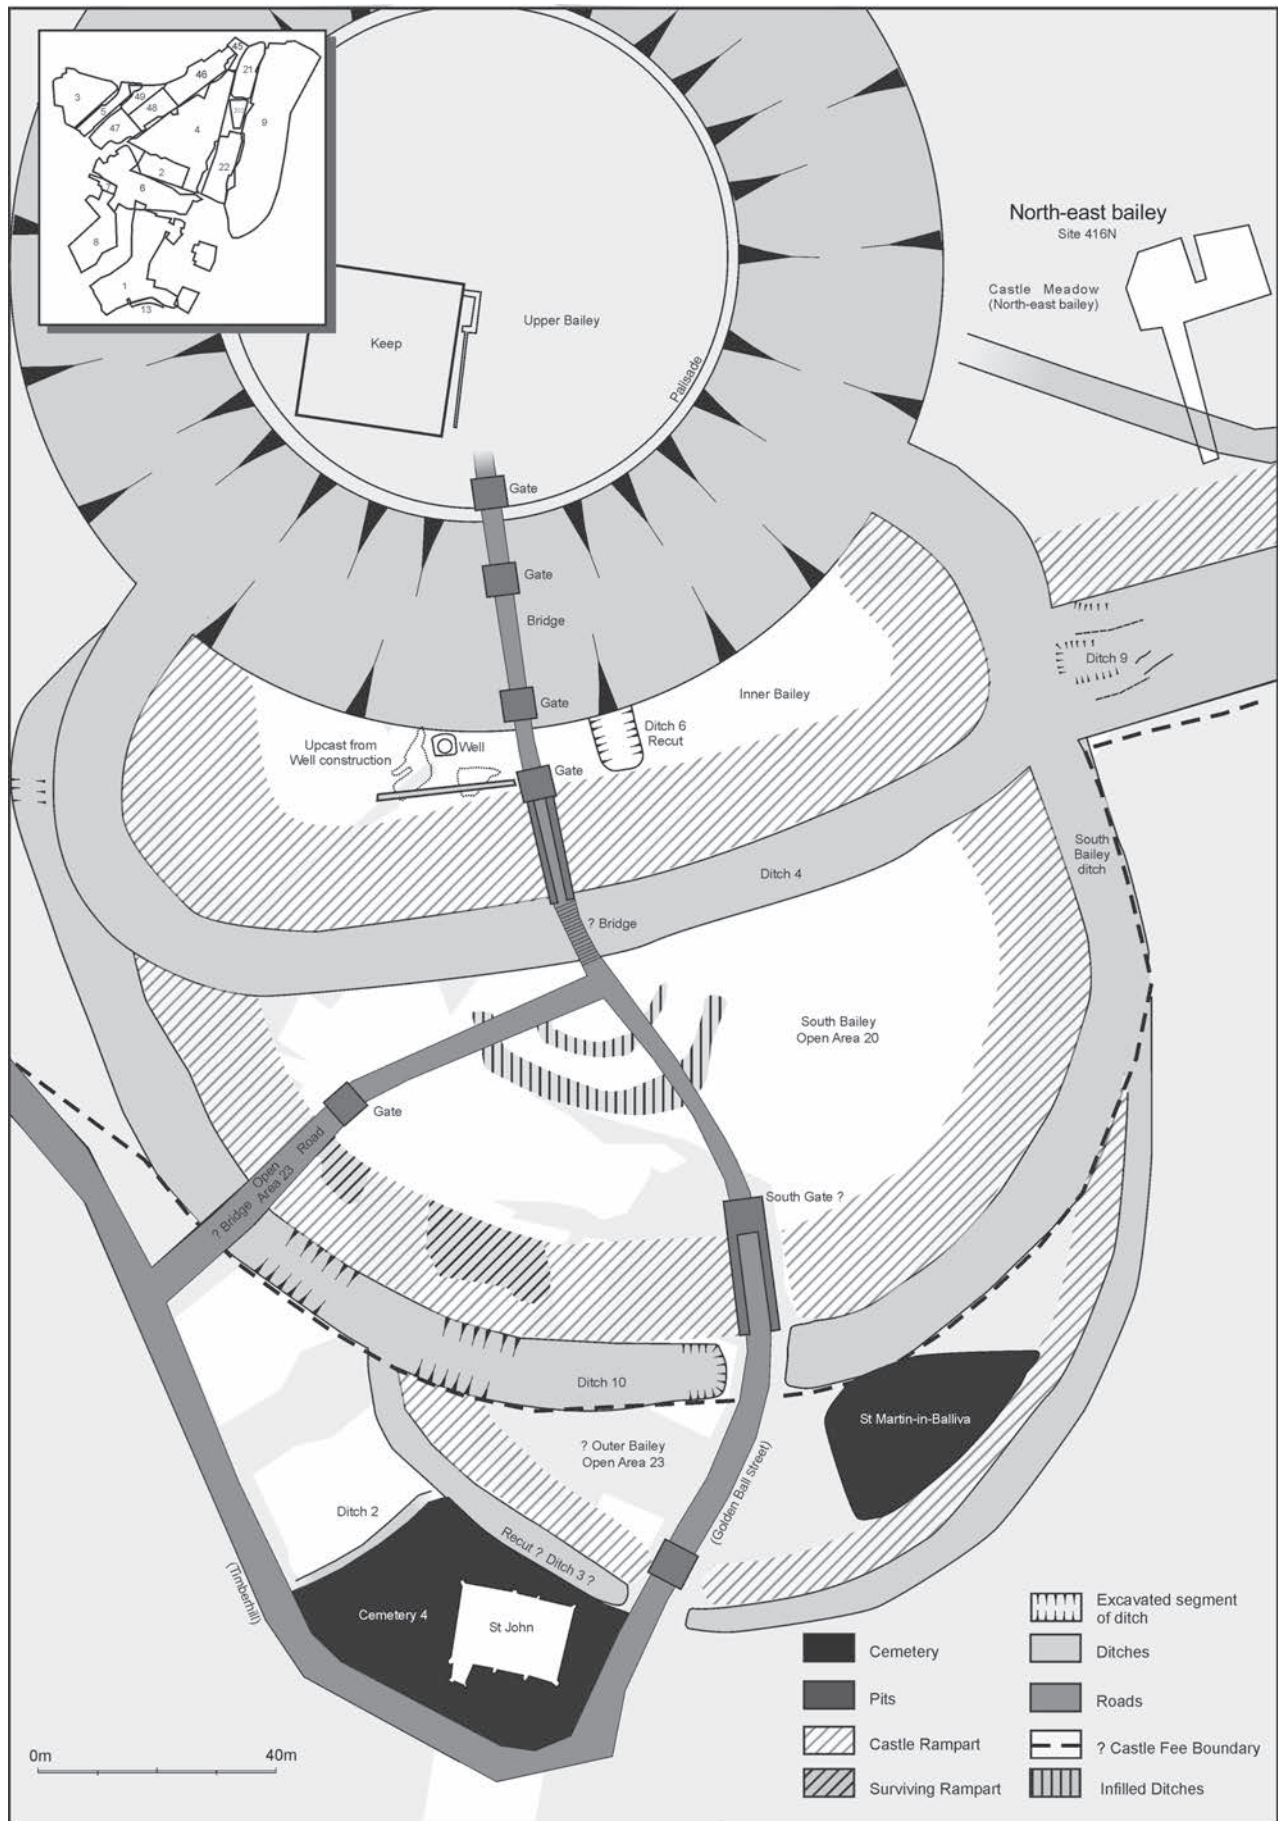 45
46
21
3
49
5
48
4
9
47
2
22
7
6
8
1
13
North-east bailey
Site 416N
Castle Meadow
(North-east bailey)
Upper Bailey
Keep
Palisade
Gate
Gate
Bridge
Gate
Inner Bailey
Ditch 9
Ditch 6
Recut
Upcast from
Well construction
Well
Gate
South
Bailey
ditch
Ditch 4
? Bridge
South Bailey
Open Area 20
Gate
Road
Open
Area 23
? Bridge
South Gate ?
Ditch 10
St Martin-in-Balliva
? Outer Bailey
Open Area 23
(Golden Ball Street)
Ditch 2
Recut ? Ditch 3 ?
(Timberhill)
Cemetery 4
St John
Excavated segment
of ditch
Cemetery
Ditches
Pits
Roads
Castle Rampart
? Castle Fee Boundary
Surviving Rampart
Infilled Ditches
0m
40m